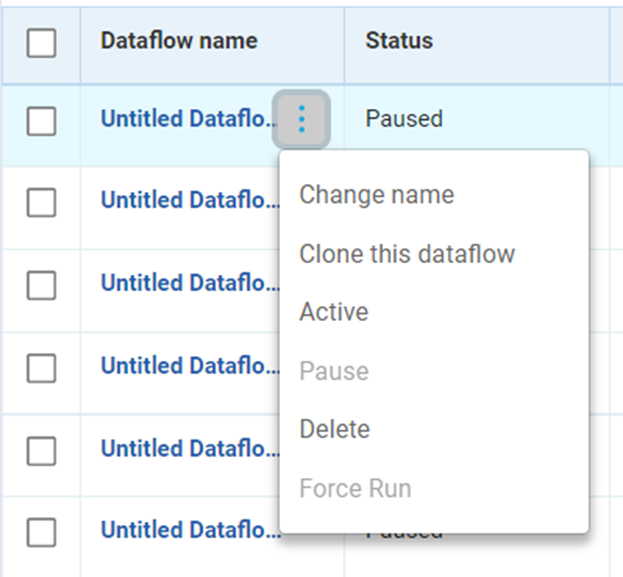 Dataflow name Status
Untitled Dataflo... Paused
Change name
Untitled Dataflo...
Clone this dataflow
Untitled Dataflo...
Active
Untitled Dataflo...
Pause
Delete
Untitled Dataflo...
Force Run
Untitled Dataflo... Paused